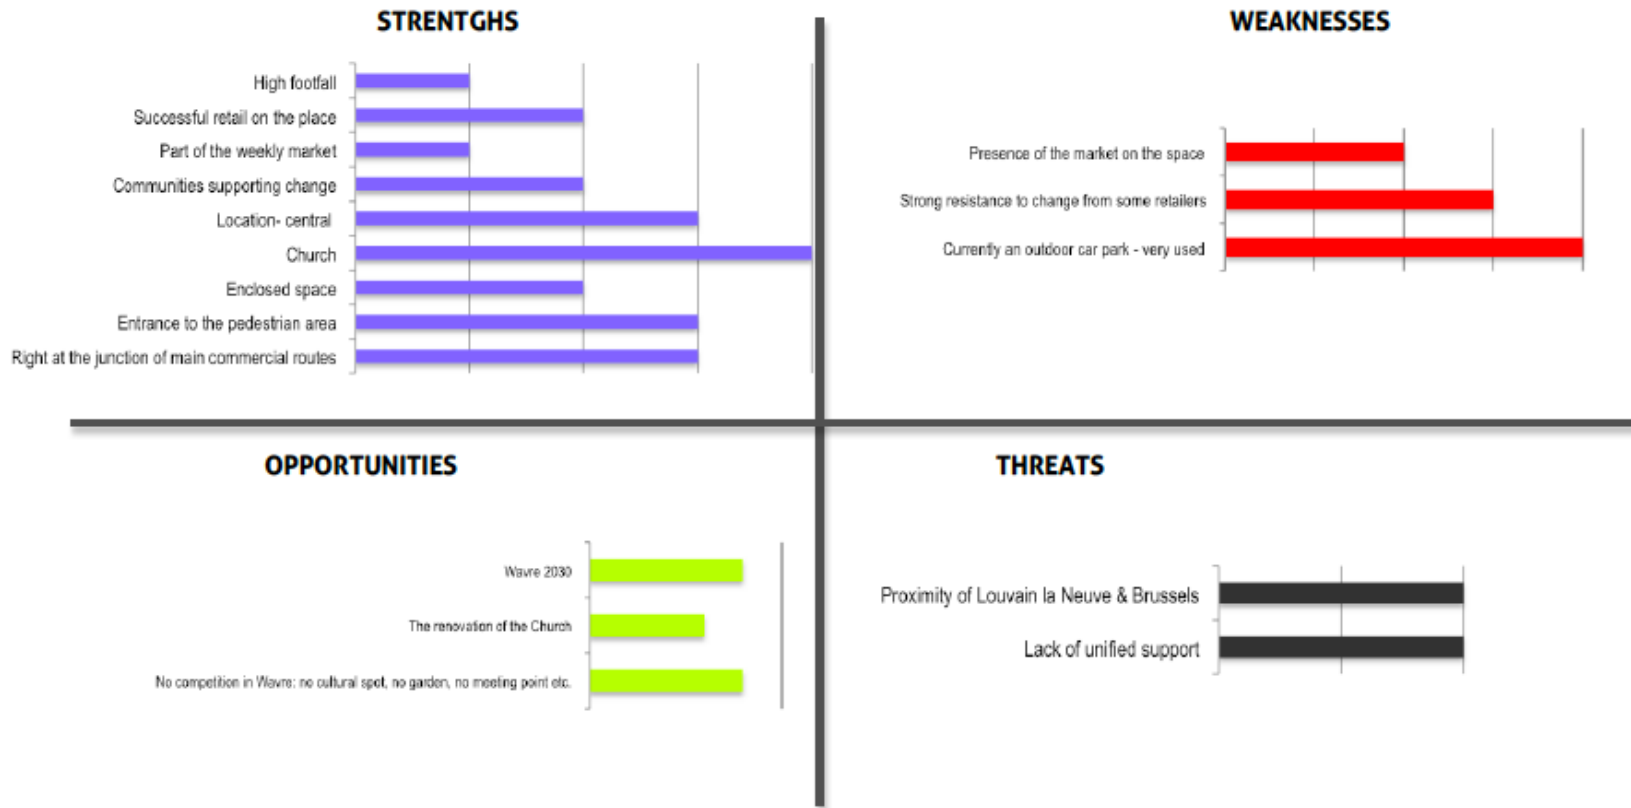 STRENTGHS
High footfall
Successful retail on the place
Part of the weekly market
Communities supporting change
Location- central
Church
Enclosed space
Entrance to the pedestrian area
Right at the junction of main commercial routes
WEAKNESSES
Presence of the market on the space
Strong resistance to change from some retailers
Currently an outdoor car park - very used
OPPORTUNITIES
Wavre 2030
The renovation of the Church
No competition in Wavre: no cultural spot, no garden, no meeting point etc.
THREATS
Proximity of Louvain la Neuve & Brussels
Lack of unified support